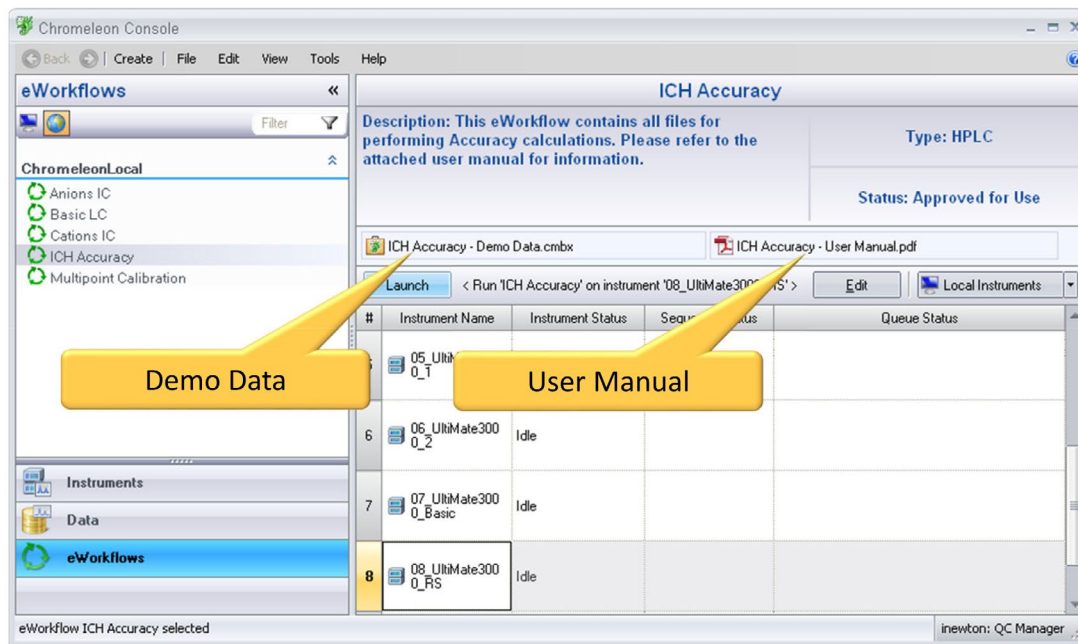 Chromeleon Console
Back Create File Edit View Tools Help
eWorkflows «
Filter
ChromeleonLocal
Anions IC
Basic LC
Cations IC
ICH Accuracy
Multipoint Calibration
Instruments
Data
eWorkflows
ICH Accuracy
Description: This eWorkflow contains all files for
performing Accuracy calculations. Please refer to the
attached user manual for information.
Type: HPLC
Status: Approved for Use
ICH Accuracy - Demo Data.cmbx
ICH Accuracy - User Manual.pdf
Launch < Run 'ICH Accuracy' on instrument '08_UltiMate3000 > Edit Local Instruments
# Instrument Name Instrument Status Queue Status
0_1
Demo Data
User Manual
6 06_UltiMate300 Idle
0_2
7 07_UltiMate300 Idle
0_Basic
8 08_UltiMate300 Idle
0_RS
eWorkflow ICH Accuracy selected
inewton: QC Manager